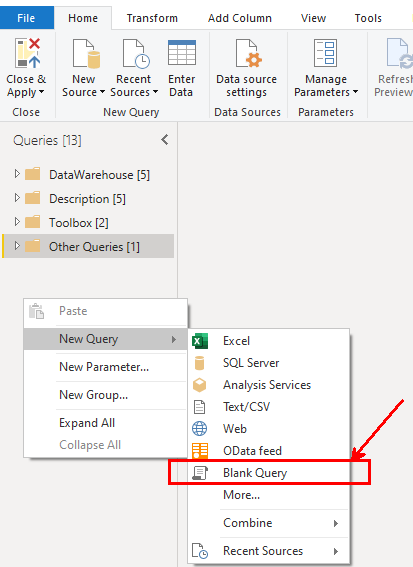 File Home Transform Add Column View Tools
Close & Apply
New Source
Recent Sources
Enter Data
Data source settings
Manage Parameters
Refresh Preview
Close New Query Data Sources Parameters
Queries [13]
DataWarehouse [5]
Description [5]
Toolbox [2]
Other Queries [1]
Paste
New Query
New Parameter...
New Group...
Expand All
Collapse All
Excel
SQL Server
Analysis Services
Text/CSV
Web
OData feed
Blank Query
More...
Combine
Recent Sources